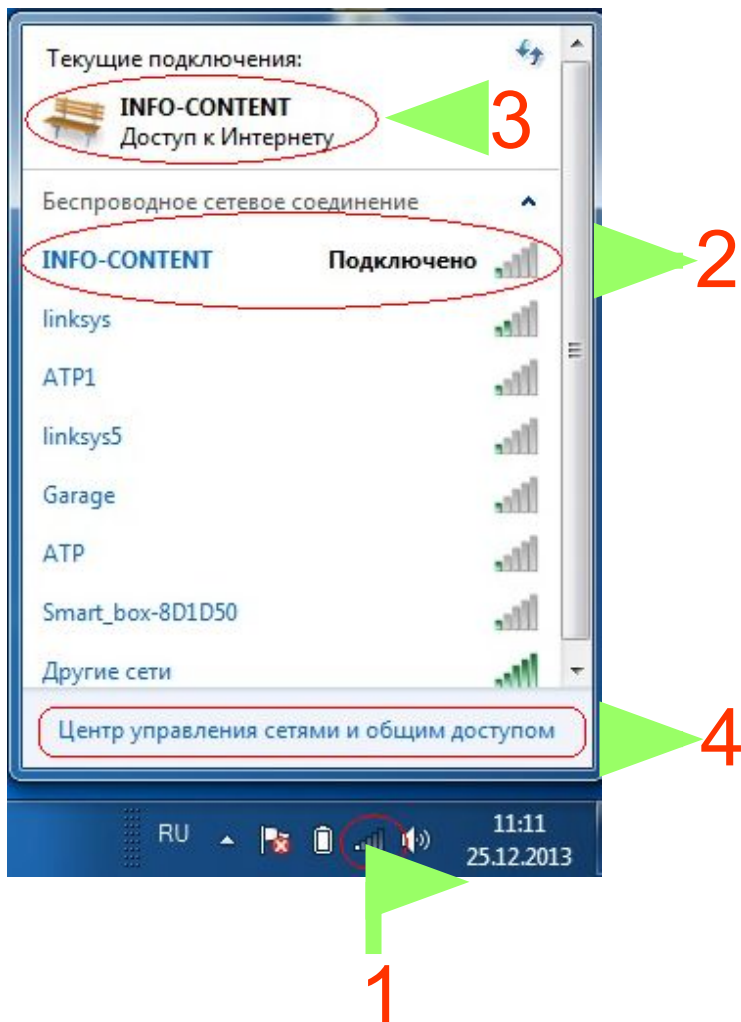 Текущие подключения:
INFO-CONTENT
Доступ к Интернету
3
Беспроводное сетевое соединение
INFO-CONTENT Подключено
2
linksys
ATP1
linksys5
Garage
ATP
Smart_box-8D1D50
Другие сети
Центр управления сетями и общим доступом
4
RU 11:11
25.12.2013
1